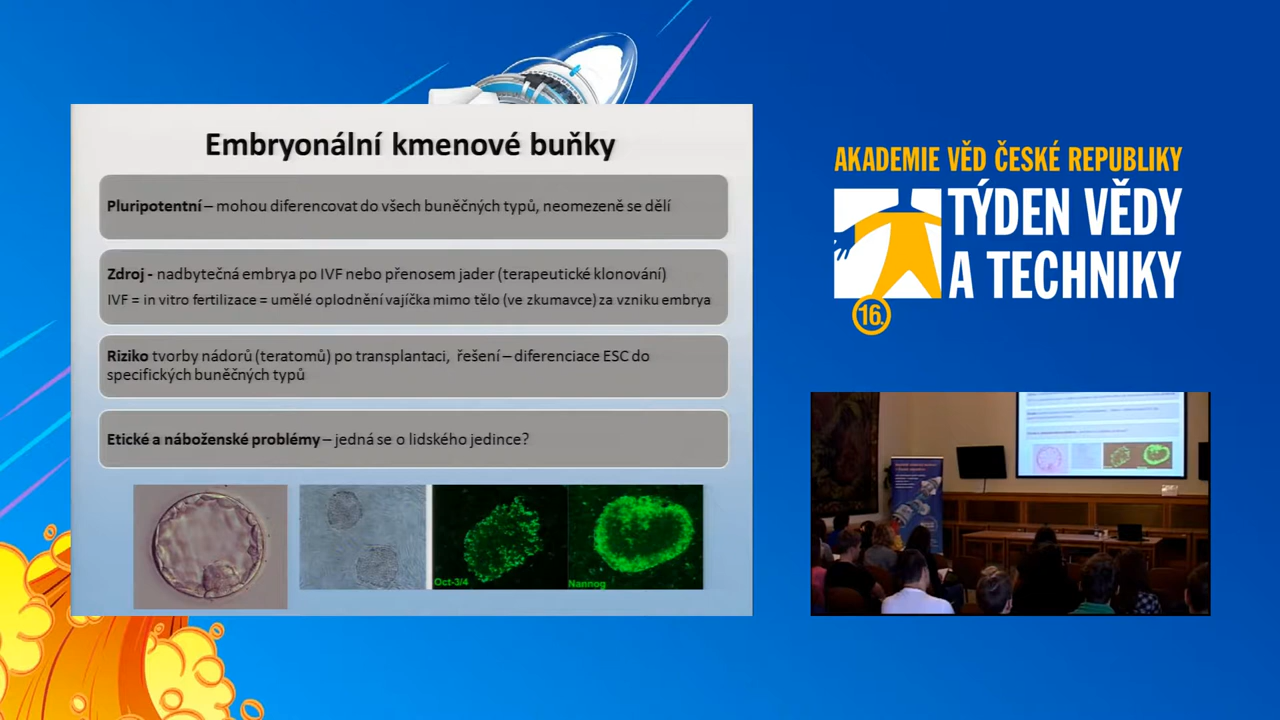 Embryonální kmenové buňky
Pluripotentní – mohou diferencovat do všech buněčných typů, neomezeně se dělí
Zdroj - nadbytečná embrya po IVF nebo přenosem jader (terapeutické klonování)
IVF = in vitro fertilizace = umělé oplodnění vajíčka mimo tělo (ve zkumavce) za vzniku embrya
Riziko tvorby nádorů (teratomů) po transplantaci, řešení – diferenciace ESC do
specifických buněčných typů
Etické a náboženské problémy – jedná se o lidského jedince?
Oct-3/4
Nannog
AKADEMIE VĚD ČESKÉ REPUBLIKY
TÝDEN VĚDY
A TECHNIKY
16.